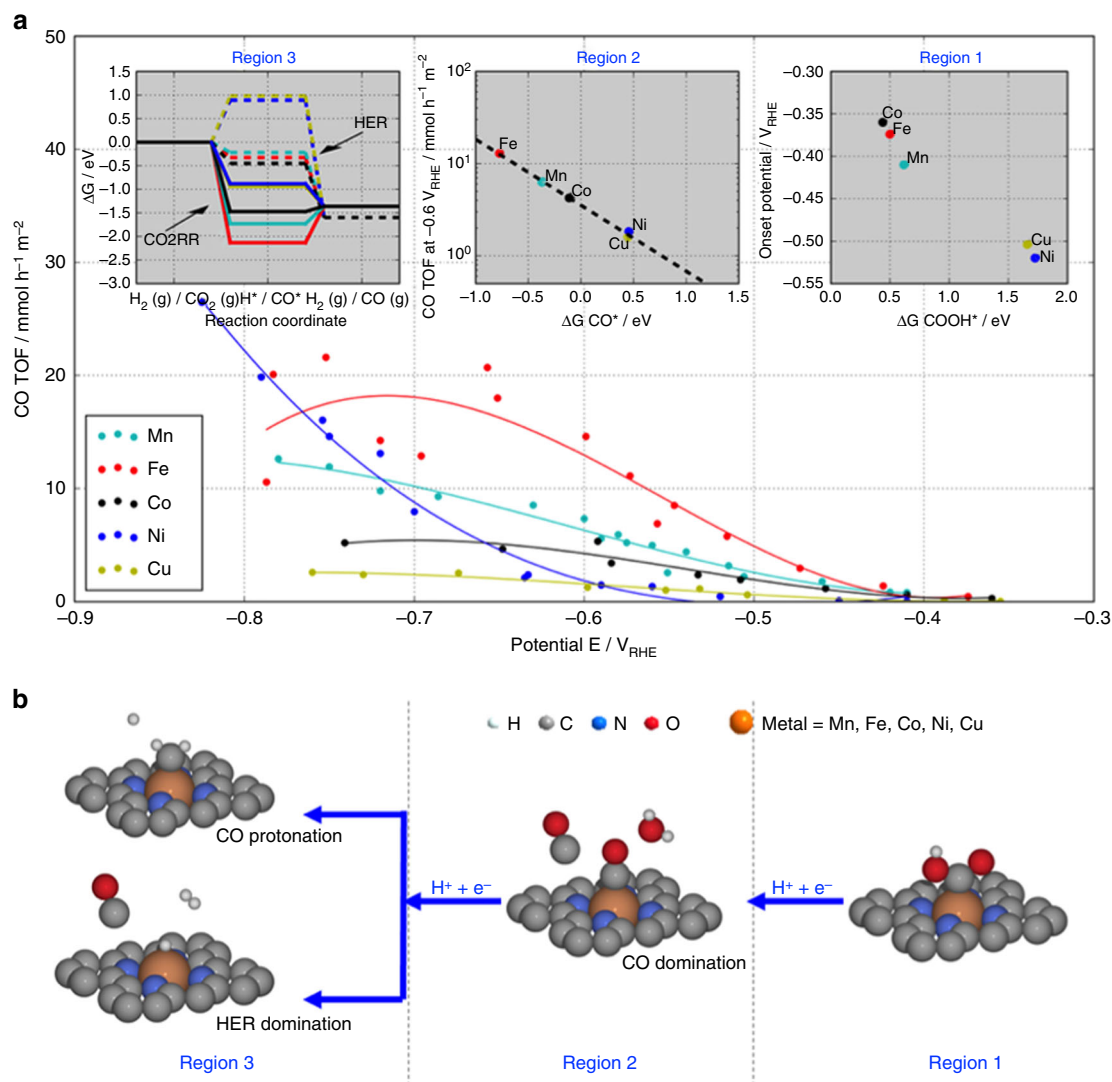 a
50
40
30
20
10
0
CO TOF / mmol h⁻¹ m⁻²
−0.9
−0.8
−0.7
−0.6
−0.5
−0.4
−0.3
Potential E / V_RHE
Region 3
1.5
1.0
0.5
0.0
−0.5
−1.0
−1.5
−2.0
−2.5
−3.0
ΔG / eV
HER
CO2RR
H₂ (g) / CO₂ (g) H* / CO* H₂ (g) / CO (g)
Reaction coordinate
Region 2
10²
10¹
10⁰
CO TOF at −0.6 V_RHE / mmol h⁻¹ m⁻²
Fe
Mn
Co
Ni
Cu
−1.0 −0.5 0.0 0.5 1.0 1.5
ΔG CO* / eV
Region 1
−0.30
−0.35
−0.40
−0.45
−0.50
−0.55
Onset potential / V_RHE
Co
Fe
Mn
Cu
Ni
0.0 0.5 1.0 1.5 2.0
ΔG COOH* / eV
Mn
Fe
Co
Ni
Cu
b
H C N O Metal = Mn, Fe, Co, Ni, Cu
CO protonation
H⁺ + e⁻
H⁺ + e⁻
CO domination
HER domination
Region 3
Region 2
Region 1